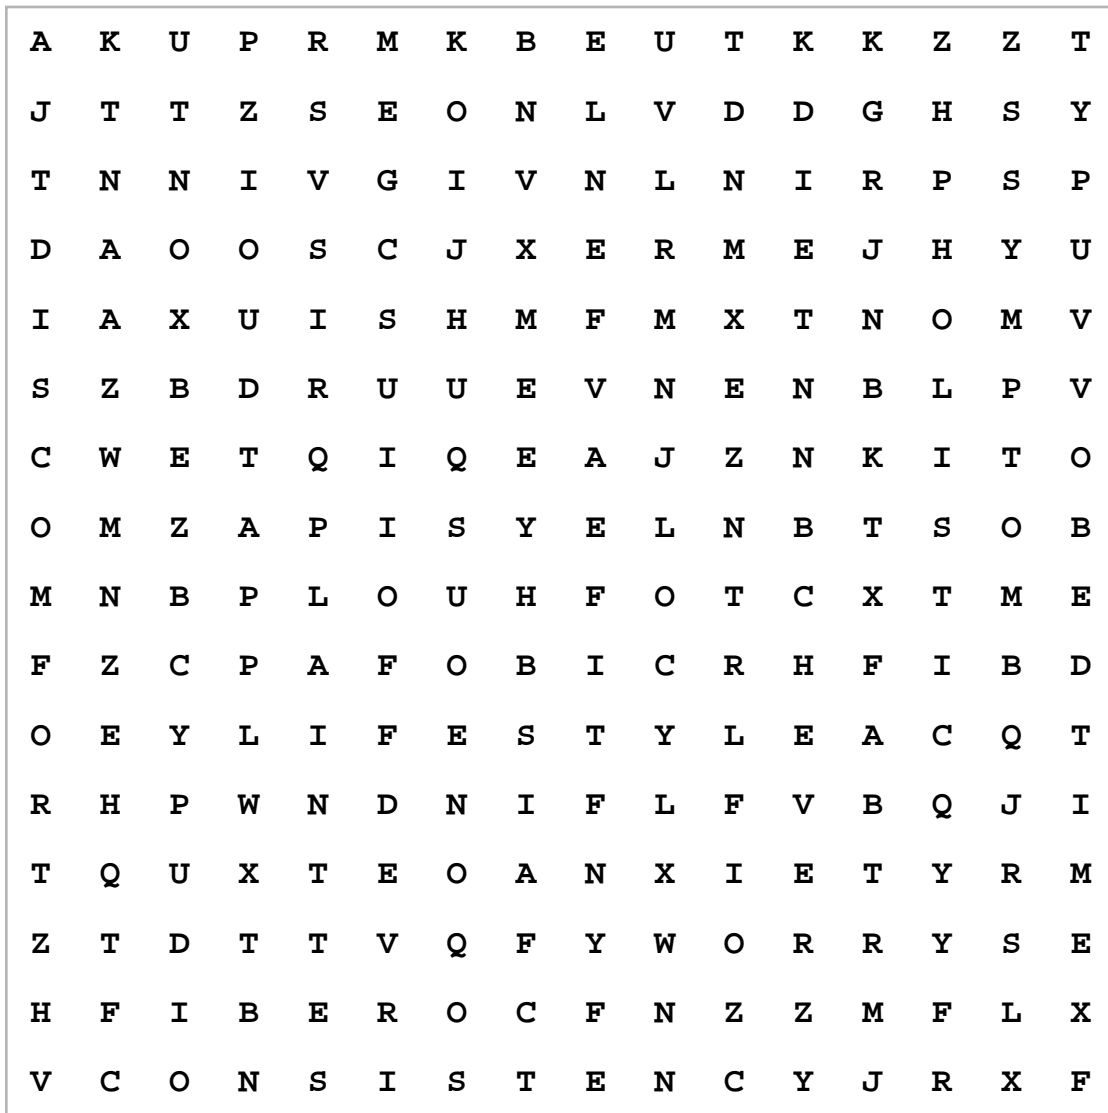 A K U P R M K B E U T K K Z Z T
J T T Z S E O N L V D D G H S Y
T N N I V G I V N L N I R P S P
D A O O S C J X E R M E J H Y U
I A X U I S H M F M X T N O M V
S Z B D R U U E V N E N B L P V
C W E T Q I Q E A J Z N K I T O
O M Z A P I S Y E L N B T S O B
M N B P L O U H F O T C X T M E
F Z C P A F O B I C R H F I B D
O E Y L I F E S T Y L E A C Q T
R H P W N D N I F L F V B Q J I
T Q U X T E O A N X I E T Y R M
Z T D T T V Q F Y W O R R Y S E
H F I B E R O C F N Z Z M F L X
V C O N S I S T E N C Y J R X F